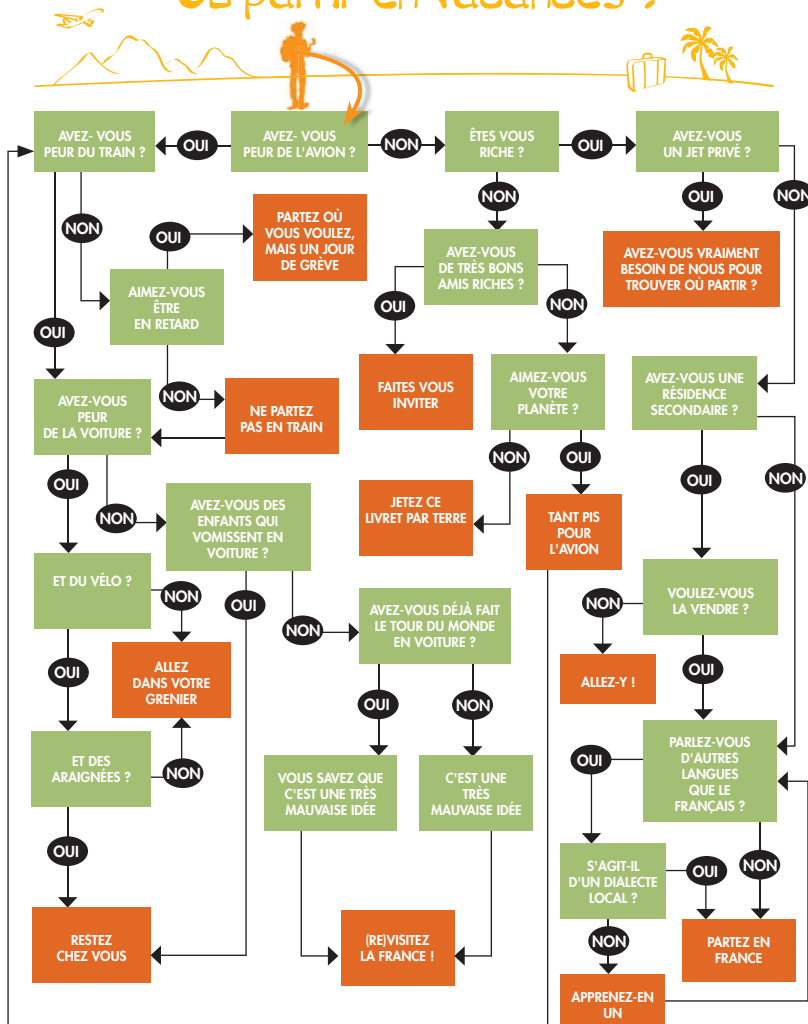 Où partir en vacances ?
AVEZ- VOUS
PEUR DU TRAIN ?
OUI
AVEZ- VOUS
PEUR DE L'AVION ?
NON
ÊTES VOUS
RICHE ?
OUI
AVEZ-VOUS
UN JET PRIVÉ ?
NON
OUI
PARTEZ OÙ
VOUS VOULEZ,
MAIS UN JOUR
DE GRÈVE
NON
OUI
NON
AVEZ-VOUS
DE TRÈS BONS
AMIS RICHES ?
AVEZ-VOUS VRAIMENT
BESOIN DE NOUS POUR
TROUVER OÙ PARTIR ?
AIMEZ-VOUS
ÊTRE
EN RETARD
OUI
OUI
NON
NON
FAITES VOUS
INVITER
AIMEZ-VOUS
VOTRE
PLANÈTE ?
AVEZ-VOUS UNE
RÉSIDENCE
SECONDAIRE ?
AVEZ-VOUS
PEUR
DE LA VOITURE ?
NE PARTEZ
PAS EN TRAIN
NON
OUI
OUI
NON
OUI
NON
AVEZ-VOUS DES
ENFANTS QUI
VOMISSENT EN
VOITURE ?
JETEZ CE
LIVRET PAR TERRE
TANT PIS
POUR
L'AVION
ET DU VÉLO ?
NON
OUI
NON
AVEZ-VOUS DÉJÀ FAIT
LE TOUR DU MONDE
EN VOITURE ?
NON
VOULEZ-VOUS
LA VENDRE ?
OUI
ALLEZ
DANS VOTRE
GRENIER
ALLEZ-Y !
OUI
OUI
NON
ET DES
ARAIGNÉES ?
NON
VOUS SAVEZ QUE
C'EST UNE TRÈS
MAUVAISE IDÉE
C'EST UNE
TRÈS
MAUVAISE IDÉE
OUI
PARLEZ-VOUS
D'AUTRES
LANGUES
QUE LE
FRANÇAIS ?
OUI
S'AGIT-IL
D'UN DIALECTE
LOCAL ?
OUI
NON
RESTEZ
CHEZ VOUS
(RE)VISITEZ
LA FRANCE !
NON
PARTEZ EN
FRANCE
APPRENEZ-EN
UN